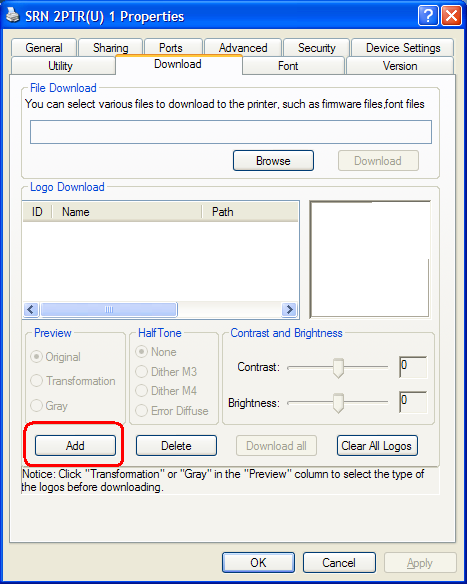 SRN 2PTR(U) 1 Properties
General Sharing Ports Advanced Security Device Settings
Utility Download Font Version
File Download
You can select various files to download to the printer, such as firmware files,font files
Browse Download
Logo Download
ID Name Path
Preview HalfTone Contrast and Brightness
Original None
Contrast: 0
Transformation Dither M3
Dither M4
Gray Brightness: 0
Error Diffuse
Add Delete Download all Clear All Logos
Notice: Click "Transformation" or "Gray" in the "Preview" column to select the type of
the logos before downloading.
OK Cancel Apply